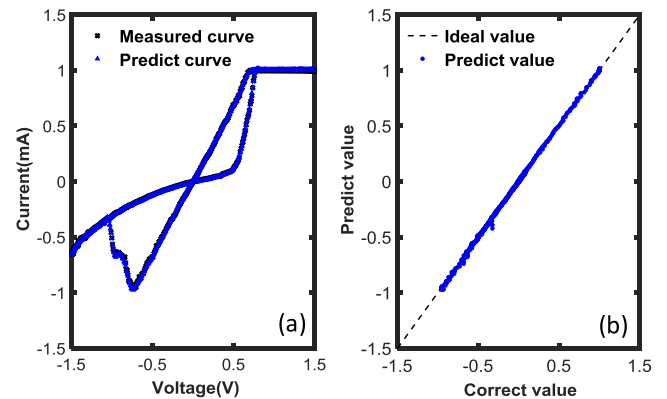 1.5
1
0.5
0
-0.5
-1
-1.5
Current(mA)
Measured curve
Predict curve
(a)
-1.5 -0.5 0.5 1.5
Voltage(V)
1.5
1
0.5
0
-0.5
-1
-1.5
Predict value
Ideal value
Predict value
(b)
-1.5 -0.5 0.5 1.5
Correct value